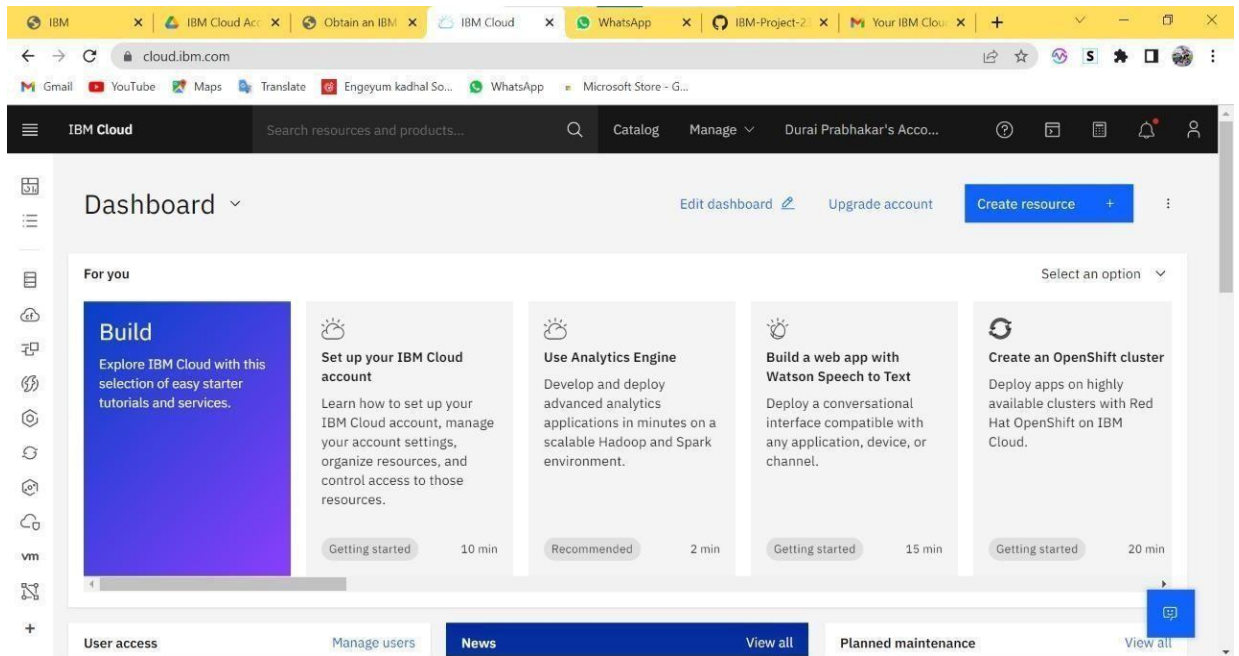 IBM
IBM Cloud Acc
Obtain an IBM
IBM Cloud
WhatsApp
IBM-Project-2
Your IBM Clou
cloud.ibm.com
Gmail YouTube Maps Translate Engeyum kadhal So... WhatsApp Microsoft Store - G...
IBM Cloud Search resources and products... Catalog Manage Durai Prabhakar's Acco...
Dashboard Edit dashboard Upgrade account Create resource +
For you Select an option
Build
Explore IBM Cloud with this
selection of easy starter
tutorials and services.
Set up your IBM Cloud
account
Learn how to set up your
IBM Cloud account, manage
your account settings,
organize resources, and
control access to those
resources.
Getting started 10 min
Use Analytics Engine
Develop and deploy
advanced analytics
applications in minutes on a
scalable Hadoop and Spark
environment.
Recommended 2 min
Build a web app with
Watson Speech to Text
Deploy a conversational
interface compatible with
any application, device, or
channel.
Getting started 15 min
Create an OpenShift cluster
Deploy apps on highly
available clusters with Red
Hat OpenShift on IBM
Cloud.
Getting started 20 min
vm
User access Manage users
News View all
Planned maintenance View all